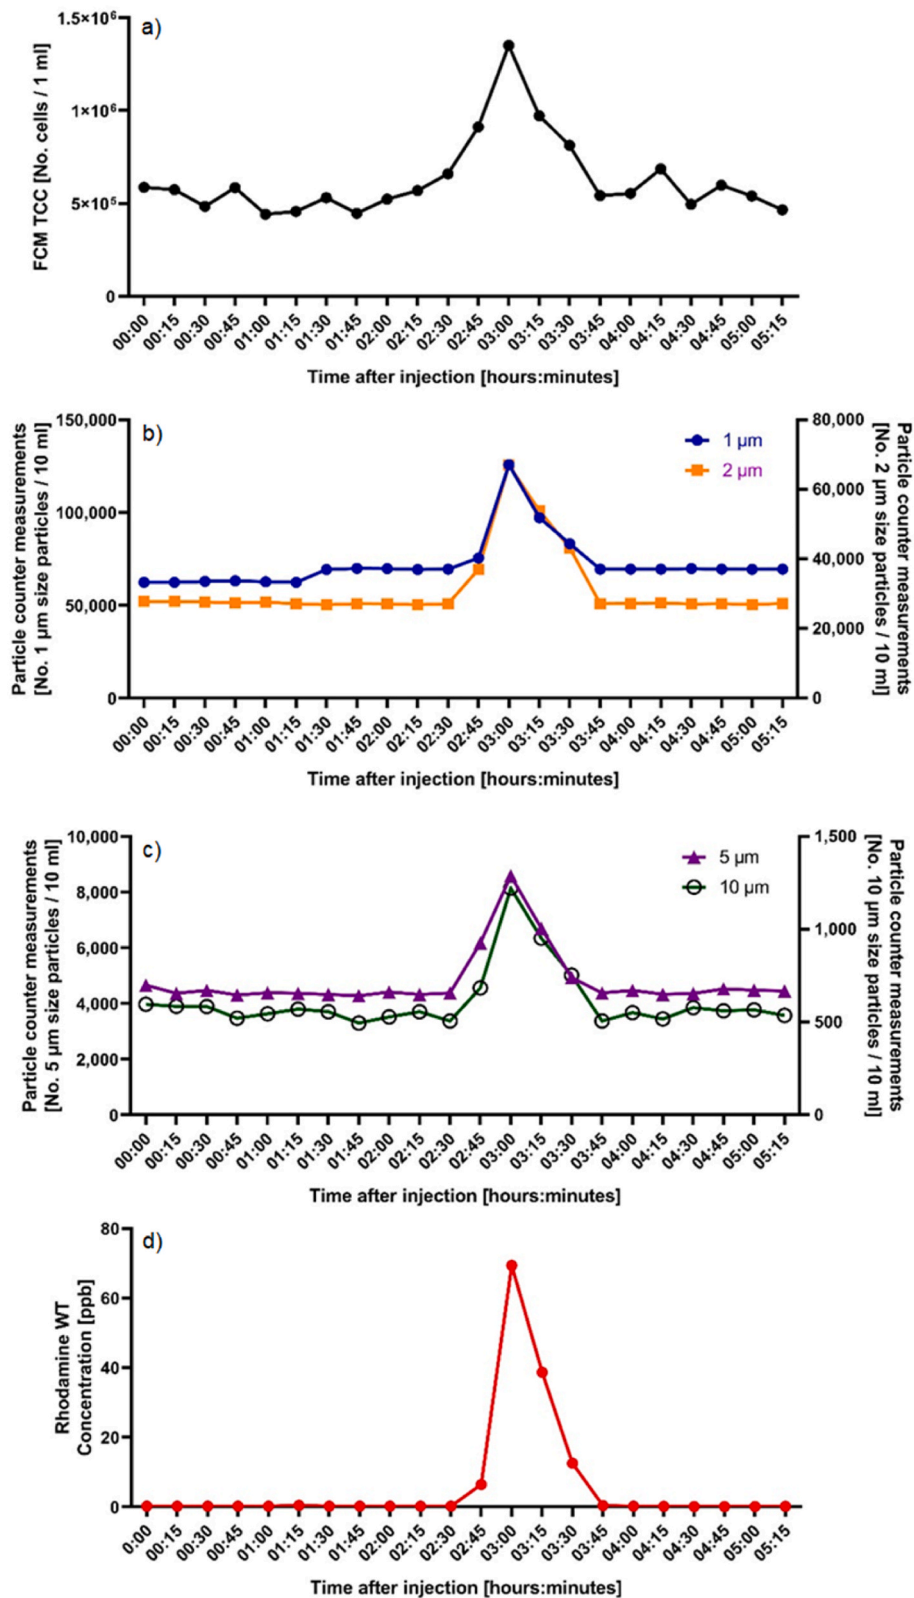 a)
FCM TCC [No. cells / 1 ml]
1.5×10⁶
1×10⁶
5×10⁵
0
00:00 00:15 00:30 00:45 01:00 01:15 01:30 01:45 02:00 02:15 02:30 02:45 03:00 03:15 03:30 03:45 04:00 04:15 04:30 04:45 05:00 05:15
Time after injection [hours:minutes]
b)
Particle counter measurements
[No. 1 µm size particles / 10 ml]
150,000
100,000
50,000
0
1 µm
2 µm
80,000
60,000
40,000
20,000
0
Particle counter measurements
[No. 2 µm size particles / 10 ml]
00:00 00:15 00:30 00:45 01:00 01:15 01:30 01:45 02:00 02:15 02:30 02:45 03:00 03:15 03:30 03:45 04:00 04:15 04:30 04:45 05:00 05:15
Time after injection [hours:minutes]
c)
Particle counter measurements
[No. 5 µm size particles / 10 ml]
10,000
8,000
6,000
4,000
2,000
0
5 µm
10 µm
1,500
1,000
500
0
Particle counter measurements
[No. 10 µm size particles / 10 ml]
00:00 00:15 00:30 00:45 01:00 01:15 01:30 01:45 02:00 02:15 02:30 02:45 03:00 03:15 03:30 03:45 04:00 04:15 04:30 04:45 05:00 05:15
Time after injection [hours:minutes]
d)
Rhodamine WT
Concentration [ppb]
80
60
40
20
0
0:00 00:15 00:30 00:45 01:00 01:15 01:30 01:45 02:00 02:15 02:30 02:45 03:00 03:15 03:30 03:45 04:00 04:15 04:30 04:45 05:00 05:15
Time after injection [hours:minutes]